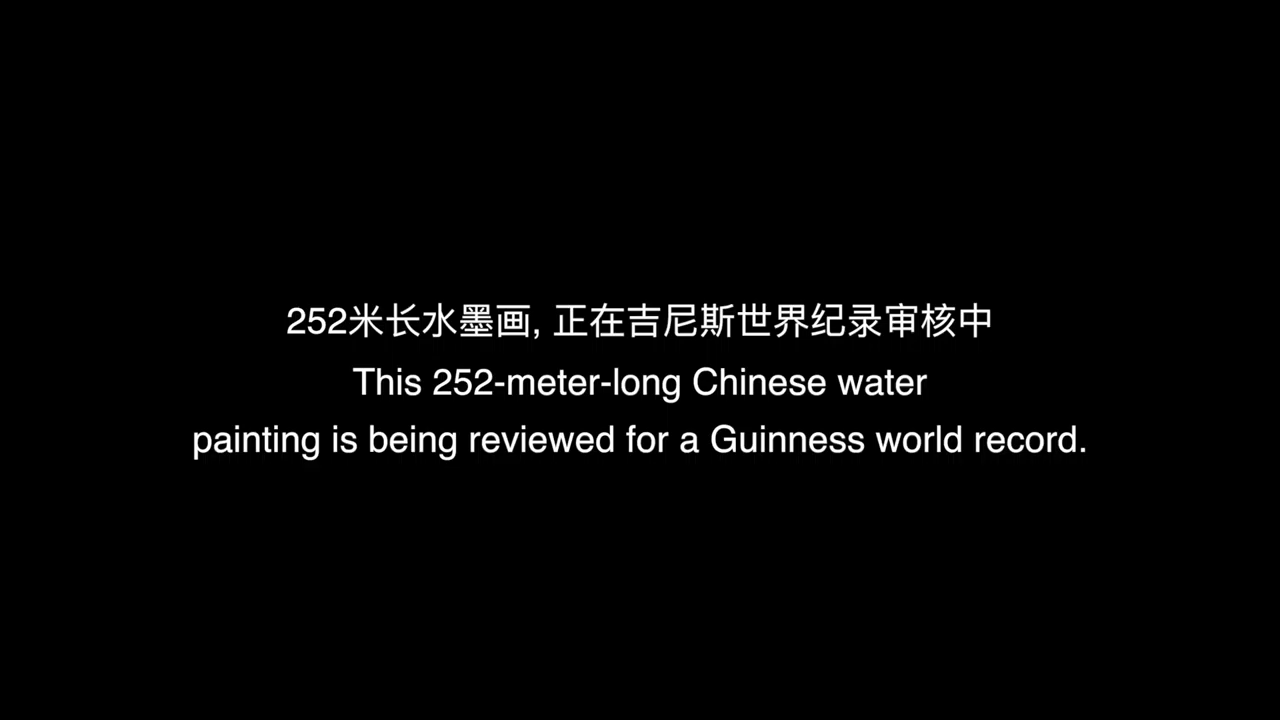 252米长水墨画, 正在吉尼斯世界纪录审核中
This 252-meter-long Chinese water
painting is being reviewed for a Guinness world record.